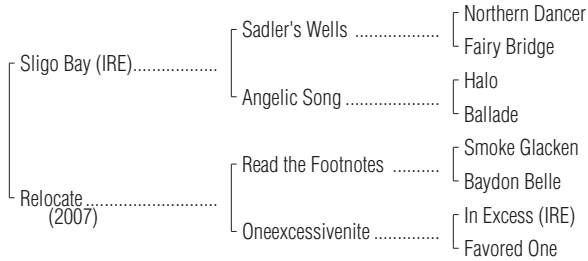 Northern Dancer
Sadler's Wells
Fairy Bridge
Sligo Bay (IRE)
Halo
Angelic Song
Ballade
Smoke Glacken
Read the Footnotes
Baydon Belle
Relocate
(2007)
In Excess (IRE)
Oneexcessivenite
Favored One